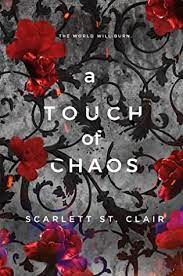 THE WORLD WILL BURN.
a
TOUCH
of
CHAOS
SCARLETT ST. CLAIR